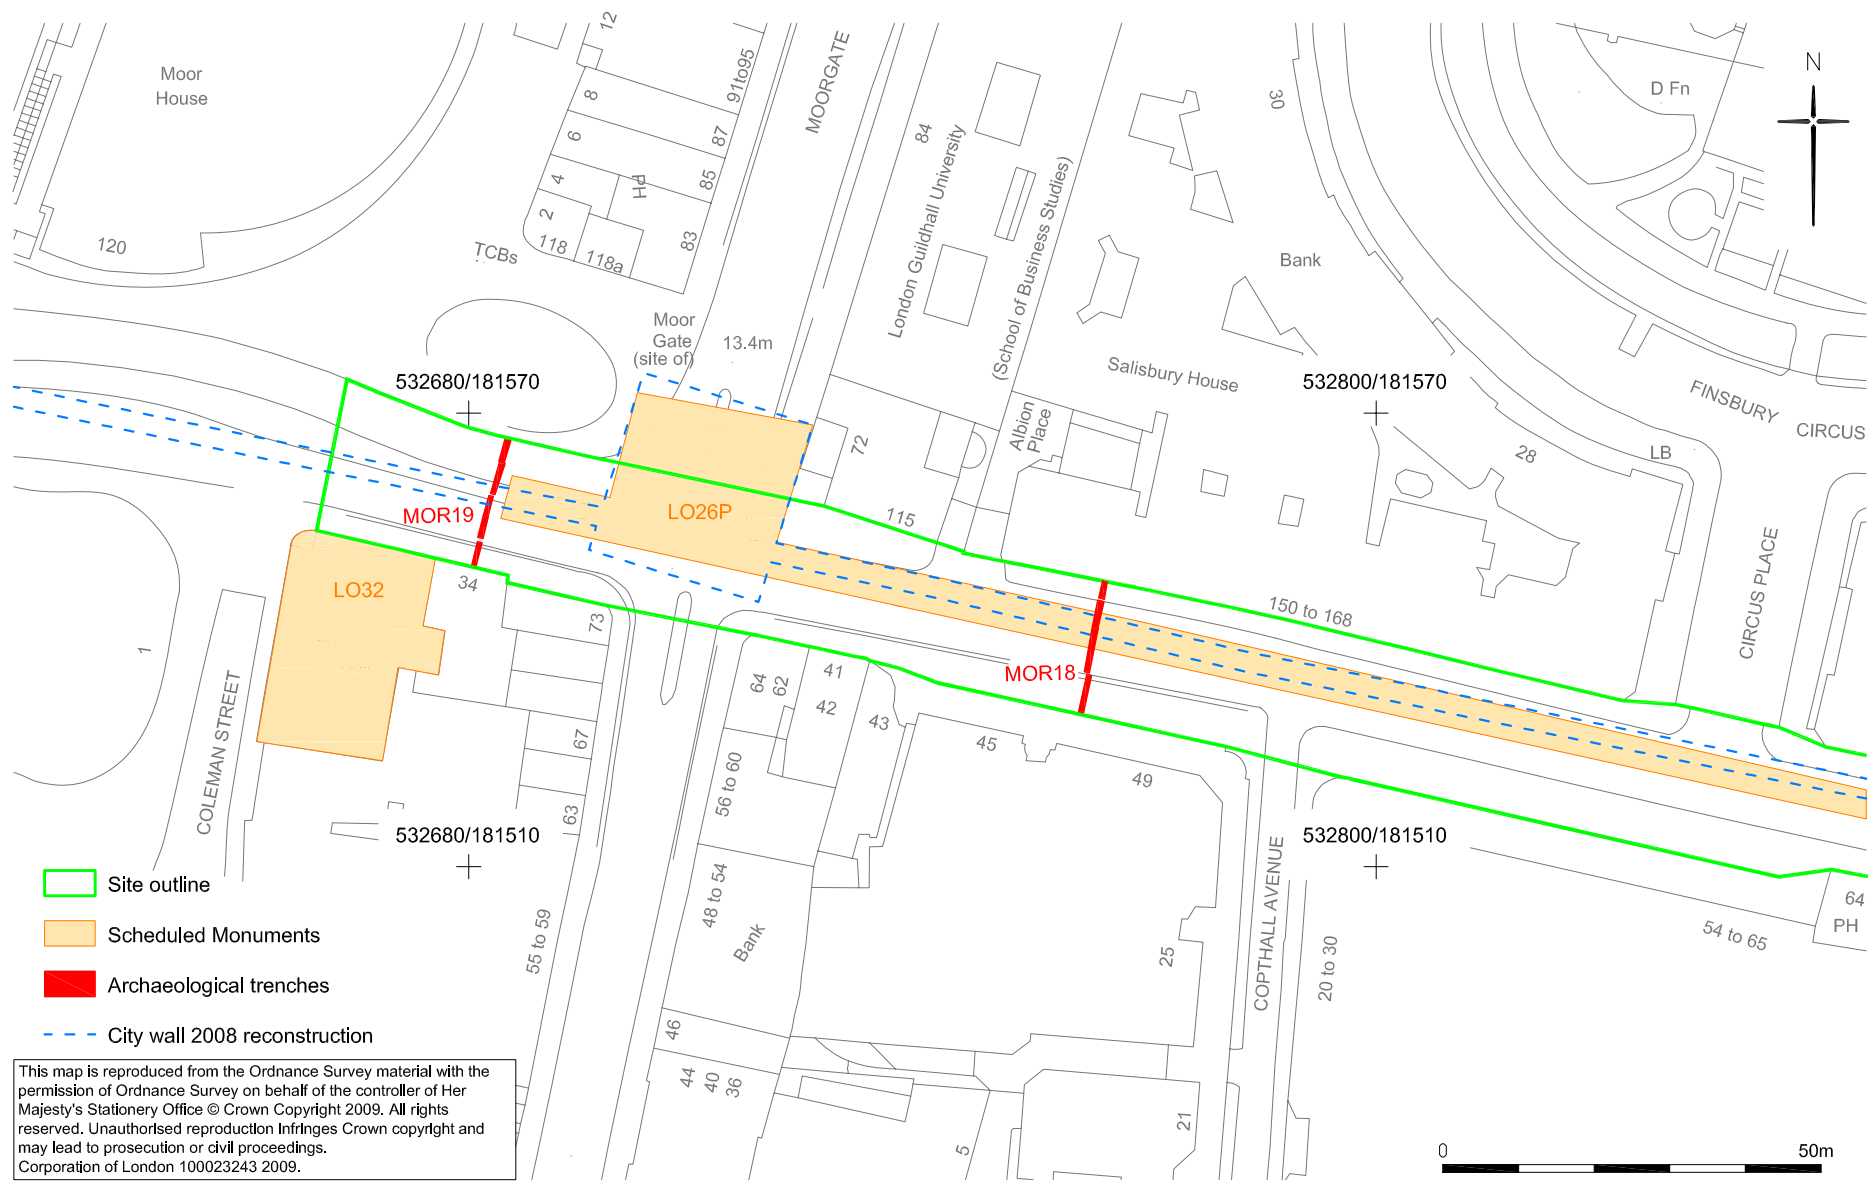 12
Moor
House
91to95
MOORGATE
N
D Fn
8
30
6
87
84
London Guildhall University
(School of Business Studies)
4
PH
85
2
83
120
118
118a
TCBs
Bank
Moor
Gate
(site of)
13.4m
Salisbury House
532680/181570
532800/181570
FINSBURY
CIRCUS
Albion
Place
72
28
LB
MOR19
LO26P
115
CIRCUS PLACE
LO32
34
150 to 168
73
1
MOR18
64
62
41
42
43
COLEMAN STREET
67
45
49
56 to 60
63
532680/181510
532800/181510
COPTHALL AVENUE
Site outline
48 to 54
64
PH
Scheduled Monuments
55 to 59
Bank
25
20 to 30
54 to 65
Archaeological trenches
City wall 2008 reconstruction
46
44
40
36
21
5
This map is reproduced from the Ordnance Survey material with the
permission of Ordnance Survey on behalf of the controller of Her
Majesty's Stationery Office © Crown Copyright 2009. All rights
reserved. Unauthorised reproduction infringes Crown copyright and
may lead to prosecution or civil proceedings.
Corporation of London 100023243 2009.
0
50m